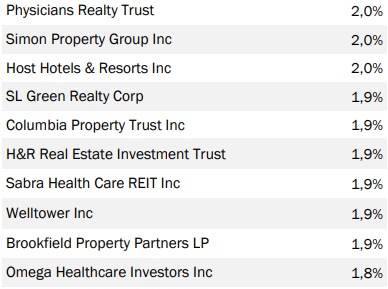 Physicians Realty Trust 2,0%
Simon Property Group Inc 2,0%
Host Hotels & Resorts Inc 2,0%
SL Green Realty Corp 1,9%
Columbia Property Trust Inc 1,9%
H&R Real Estate Investment Trust 1,9%
Sabra Health Care REIT Inc 1,9%
Welltower Inc 1,9%
Brookfield Property Partners LP 1,9%
Omega Healthcare Investors Inc 1,8%